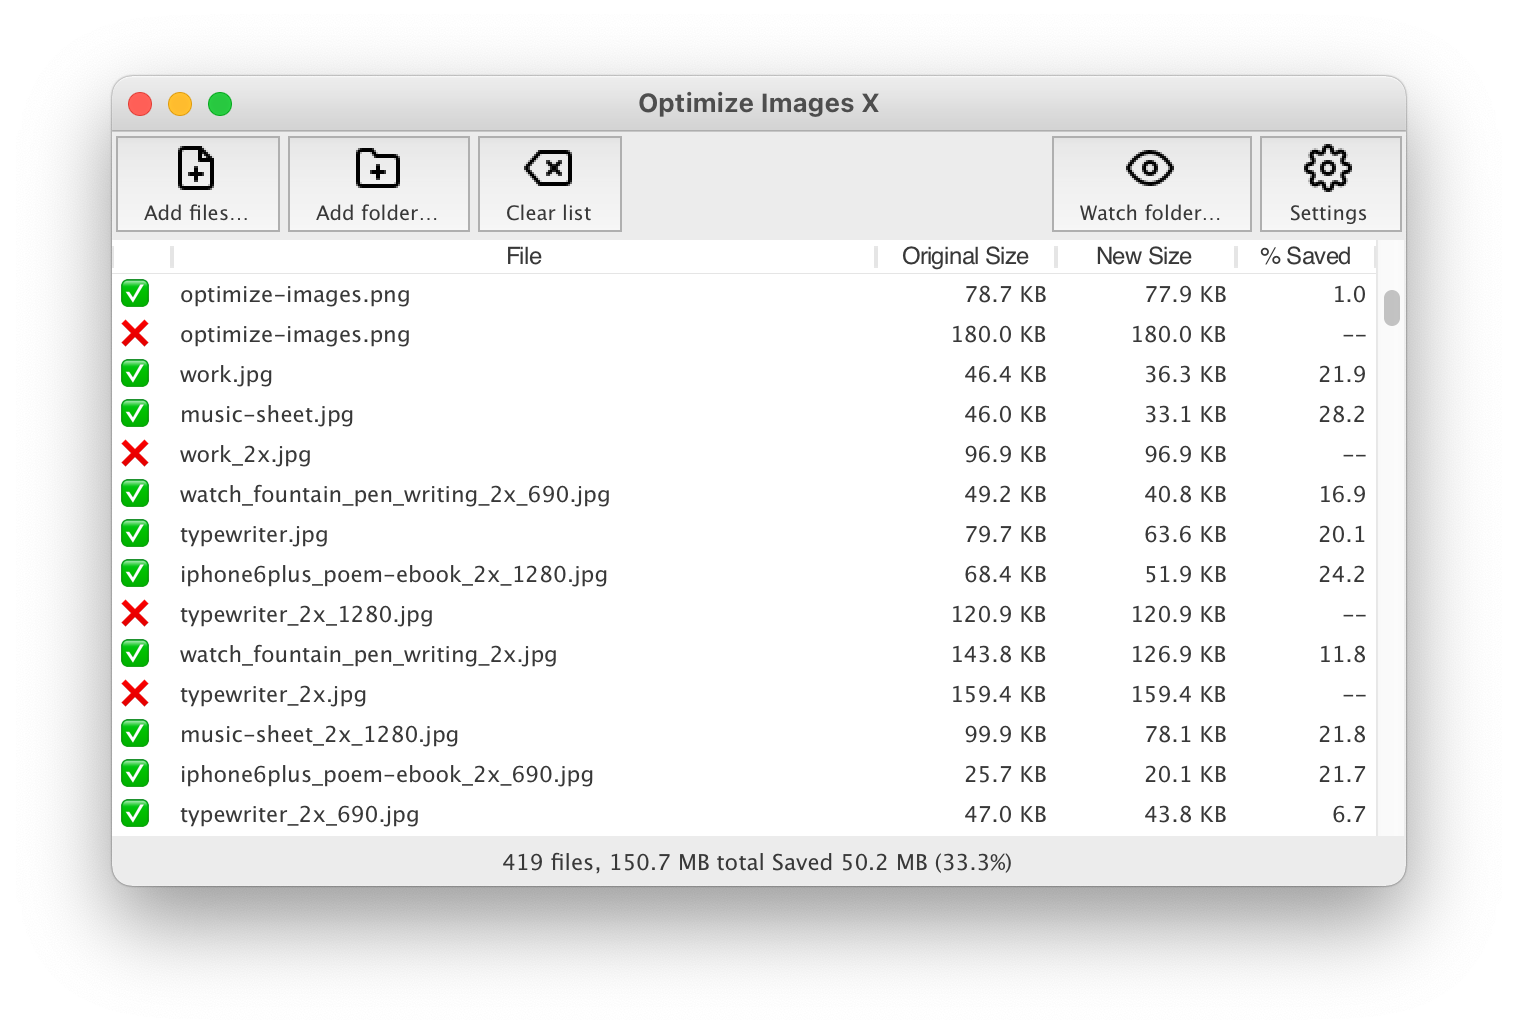 Optimize Images X
Add files...
Add folder...
Clear list
Watch folder...
Settings
File Original Size New Size % Saved
optimize-images.png 78.7 KB 77.9 KB 1.0
optimize-images.png 180.0 KB 180.0 KB --
work.jpg 46.4 KB 36.3 KB 21.9
music-sheet.jpg 46.0 KB 33.1 KB 28.2
work_2x.jpg 96.9 KB 96.9 KB --
watch_fountain_pen_writing_2x_690.jpg 49.2 KB 40.8 KB 16.9
typewriter.jpg 79.7 KB 63.6 KB 20.1
iphone6plus_poem-ebook_2x_1280.jpg 68.4 KB 51.9 KB 24.2
typewriter_2x_1280.jpg 120.9 KB 120.9 KB --
watch_fountain_pen_writing_2x.jpg 143.8 KB 126.9 KB 11.8
typewriter_2x.jpg 159.4 KB 159.4 KB --
music-sheet_2x_1280.jpg 99.9 KB 78.1 KB 21.8
iphone6plus_poem-ebook_2x_690.jpg 25.7 KB 20.1 KB 21.7
typewriter_2x_690.jpg 47.0 KB 43.8 KB 6.7
419 files, 150.7 MB total Saved 50.2 MB (33.3%)